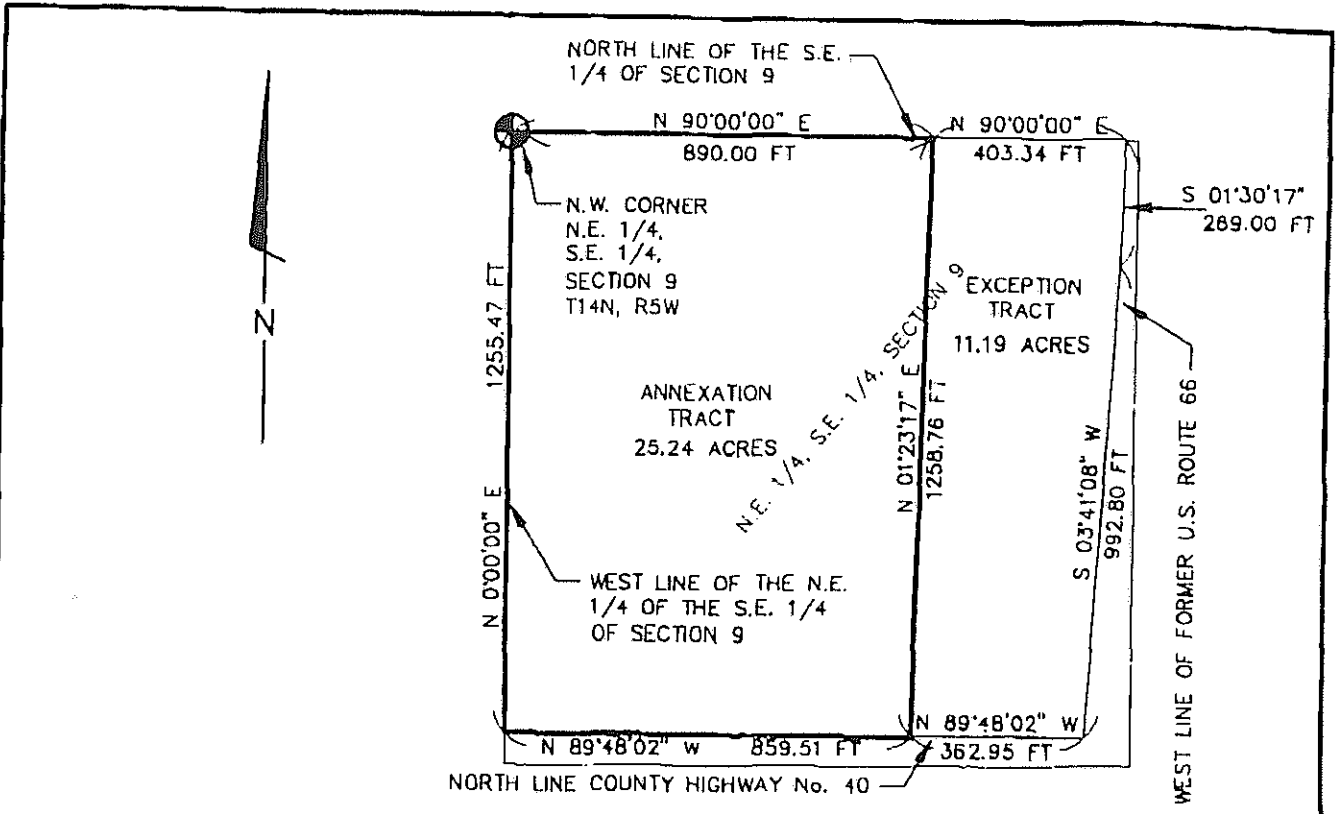 NORTH LINE OF THE S.E.
1/4 OF SECTION 9
N 90°00'00" E
890.00 FT
N 90°00'00" E
403.34 FT
S 01°30'17"
289.00 FT
N.W. CORNER
N.E. 1/4,
S.E. 1/4,
SECTION 9
T14N, R5W
N
1255.47 FT
N 0°00'00" E
ANNEXATION
TRACT
25.24 ACRES
N.E. 1/4, S.E. 1/4, SECTION 9
EXCEPTION
TRACT
11.19 ACRES
N 01°23'17" E
1258.76 FT
S 03°41'08" W
992.80 FT
WEST LINE OF FORMER U.S. ROUTE 66
WEST LINE OF THE N.E.
1/4 OF THE S.E. 1/4
OF SECTION 9
N 89°48'02" W
859.51 FT
N 89°48'02" W
362.95 FT
NORTH LINE COUNTY HIGHWAY No. 40